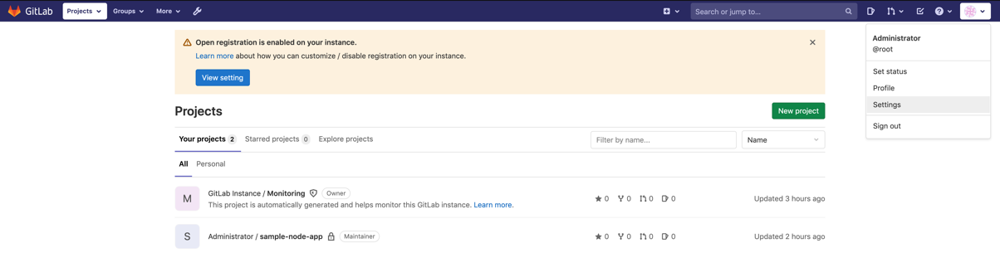 GitLab Projects Groups More Search or jump to...
Administrator
@root
Set status
Profile
Settings
Sign out
Open registration is enabled on your instance.
Learn more about how you can customize / disable registration on your instance.
View setting
Projects
New project
Your projects 2 Starred projects 0 Explore projects Filter by name... Name
All Personal
M GitLab Instance / Monitoring Owner
This project is automatically generated and helps monitor this GitLab instance. Learn more.
0 0 0 0 Updated 3 hours ago
S Administrator / sample-node-app Maintainer 0 0 0 0 Updated 2 hours ago